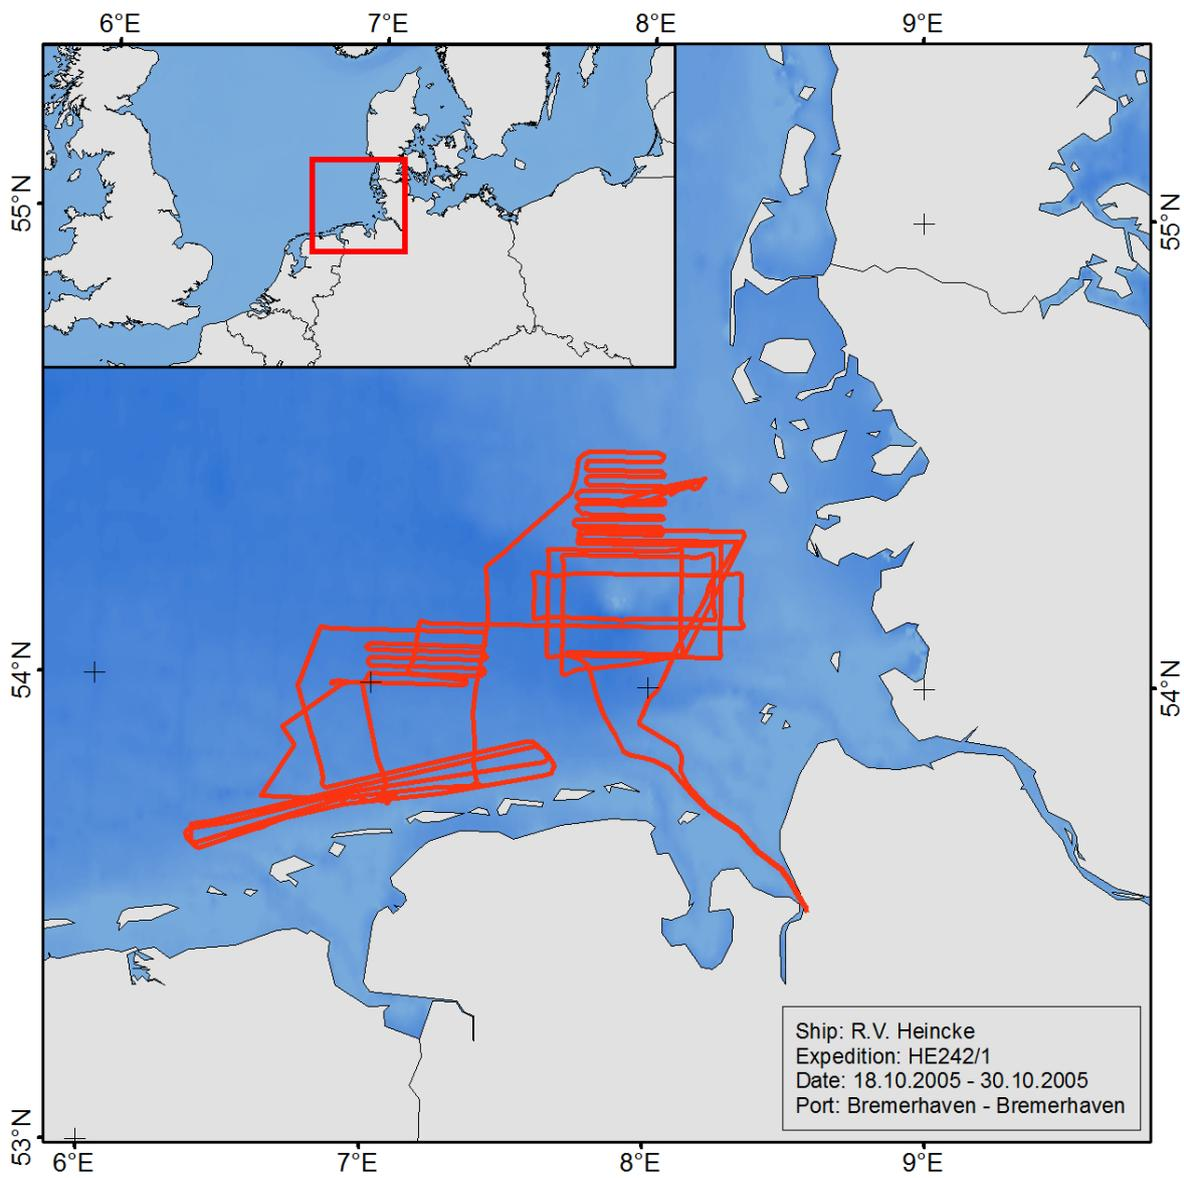 6°E 7°E 8°E 9°E
55°N 55°N
54°N 54°N
Ship: R.V. Heincke
Expedition: HE242/1
Date: 18.10.2005 - 30.10.2005
Port: Bremerhaven - Bremerhaven
53°N
6°E 7°E 8°E 9°E